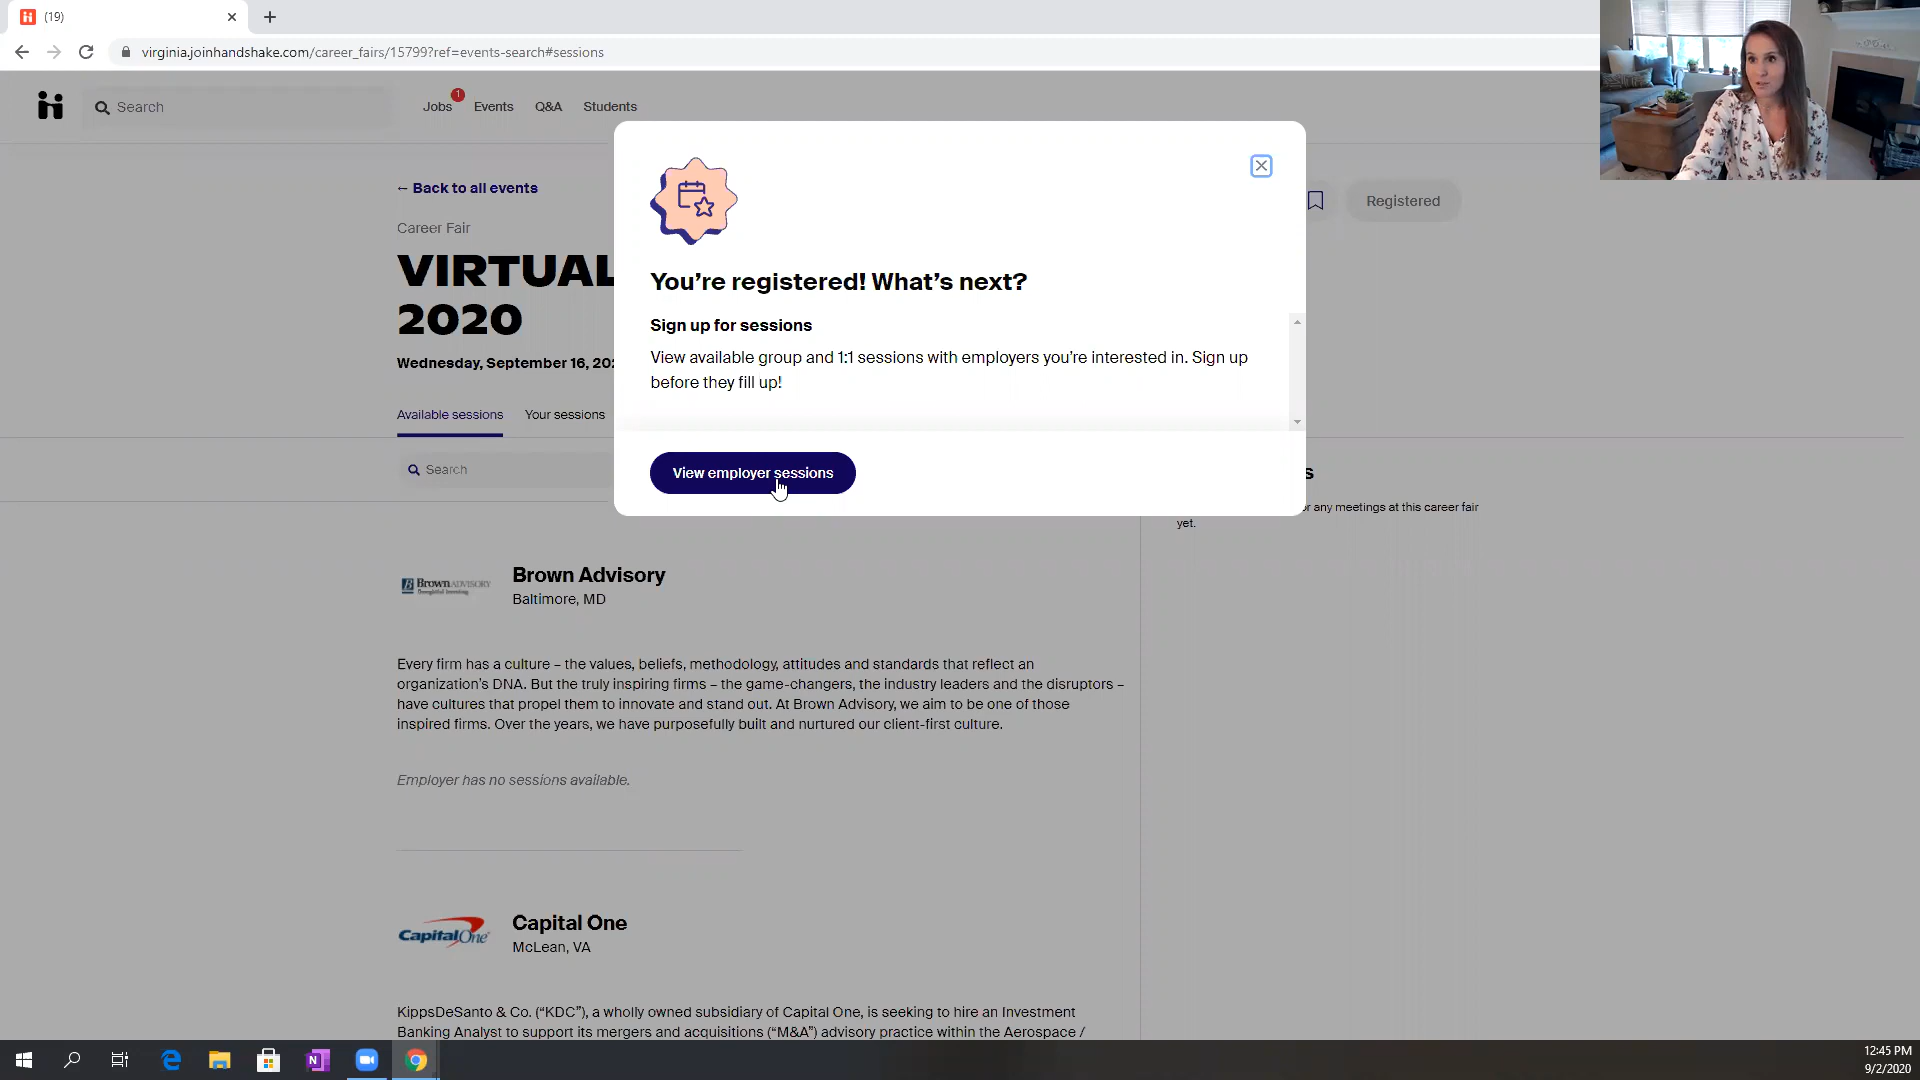 (19)
virginia.joinhandshake.com/career_fairs/15799?ref=events-search#sessions
Search
Jobs
1
Events
Q&A
Students
← Back to all events
Career Fair
VIRTUAL
2020
Wednesday, September 16, 202
Registered
Available sessions
Your sessions
Search
You're registered! What's next?
Sign up for sessions
View available group and 1:1 sessions with employers you're interested in. Sign up
before they fill up!
View employer sessions
s
or any meetings at this career fair
yet.
Brown ADVISORY
Thoughtful Investing
Brown Advisory
Baltimore, MD
Every firm has a culture – the values, beliefs, methodology, attitudes and standards that reflect an
organization's DNA. But the truly inspiring firms – the game-changers, the industry leaders and the disruptors –
have cultures that propel them to innovate and stand out. At Brown Advisory, we aim to be one of those
inspired firms. Over the years, we have purposefully built and nurtured our client-first culture.
Employer has no sessions available.
Capital One
Capital One
McLean, VA
KippsDeSanto & Co. ("KDC"), a wholly owned subsidiary of Capital One, is seeking to hire an Investment
Banking Analyst to support its mergers and acquisitions ("M&A") advisory practice within the Aerospace /
12:45 PM
9/2/2020